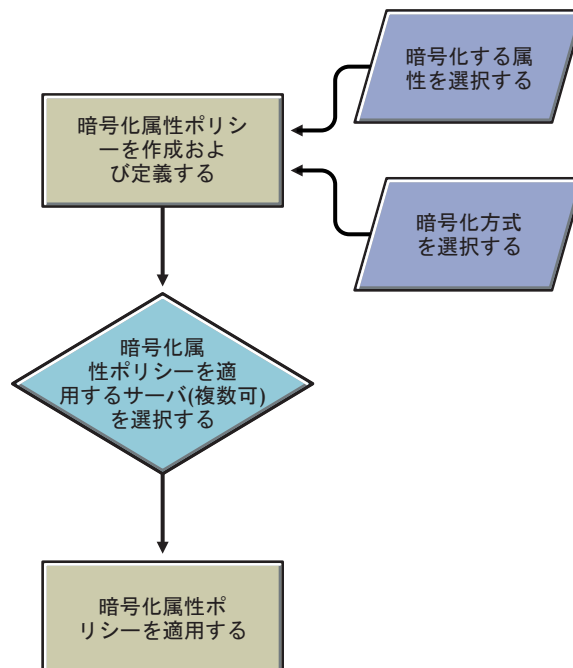 暗号化する属
性を選択する
暗号化属性ポリシ
ーを作成およ
び定義する
暗号化方式
を選択する
暗号化属
性ポリシーを適
用するサーバ(複数可)
を選択する
暗号化属性ポ
リシーを適用する